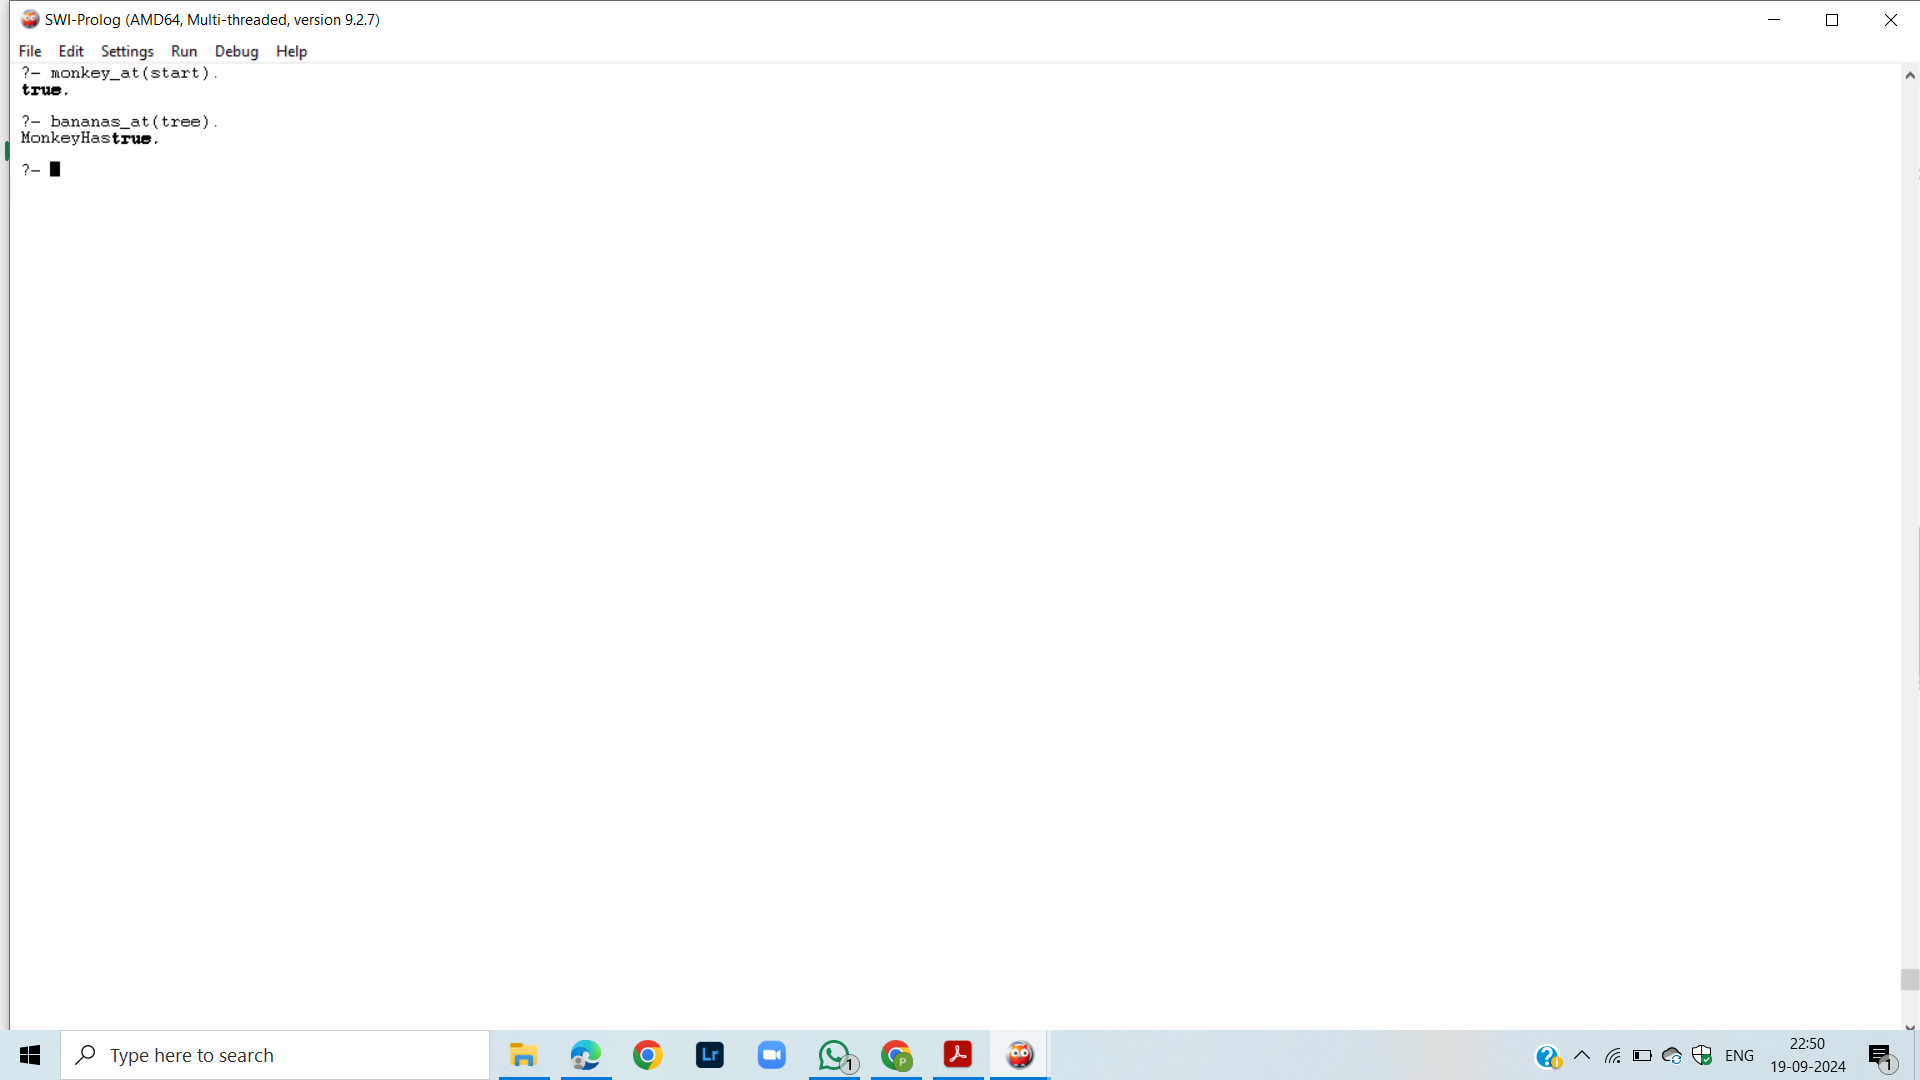 SWI-Prolog (AMD64, Multi-threaded, version 9.2.7)
File Edit Settings Run Debug Help
?- monkey_at(start).
true.
?- bananas_at(tree).
MonkeyHastrue.
?-
Type here to search
Lr
1
P
ENG
22:50
19-09-2024
1